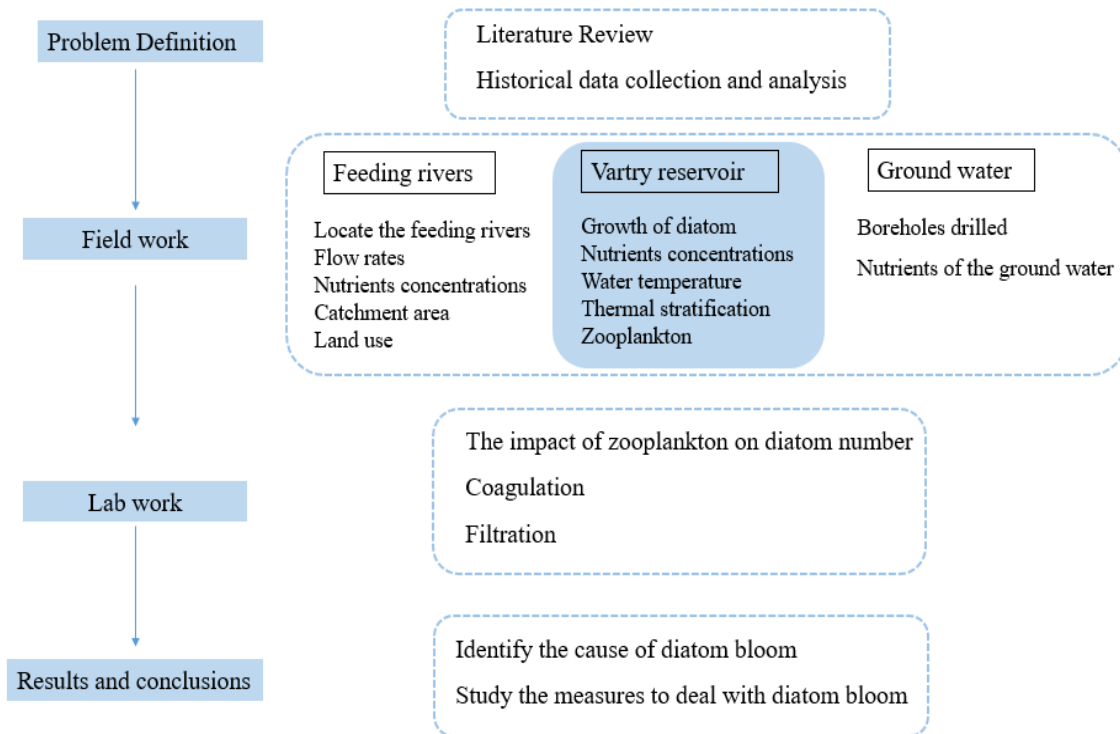 Problem Definition
Literature Review
Historical data collection and analysis
Field work
Feeding rivers
Locate the feeding rivers
Flow rates
Nutrients concentrations
Catchment area
Land use
Vartry reservoir
Growth of diatom
Nutrients concentrations
Water temperature
Thermal stratification
Zooplankton
Ground water
Boreholes drilled
Nutrients of the ground water
Lab work
The impact of zooplankton on diatom number
Coagulation
Filtration
Results and conclusions
Identify the cause of diatom bloom
Study the measures to deal with diatom bloom